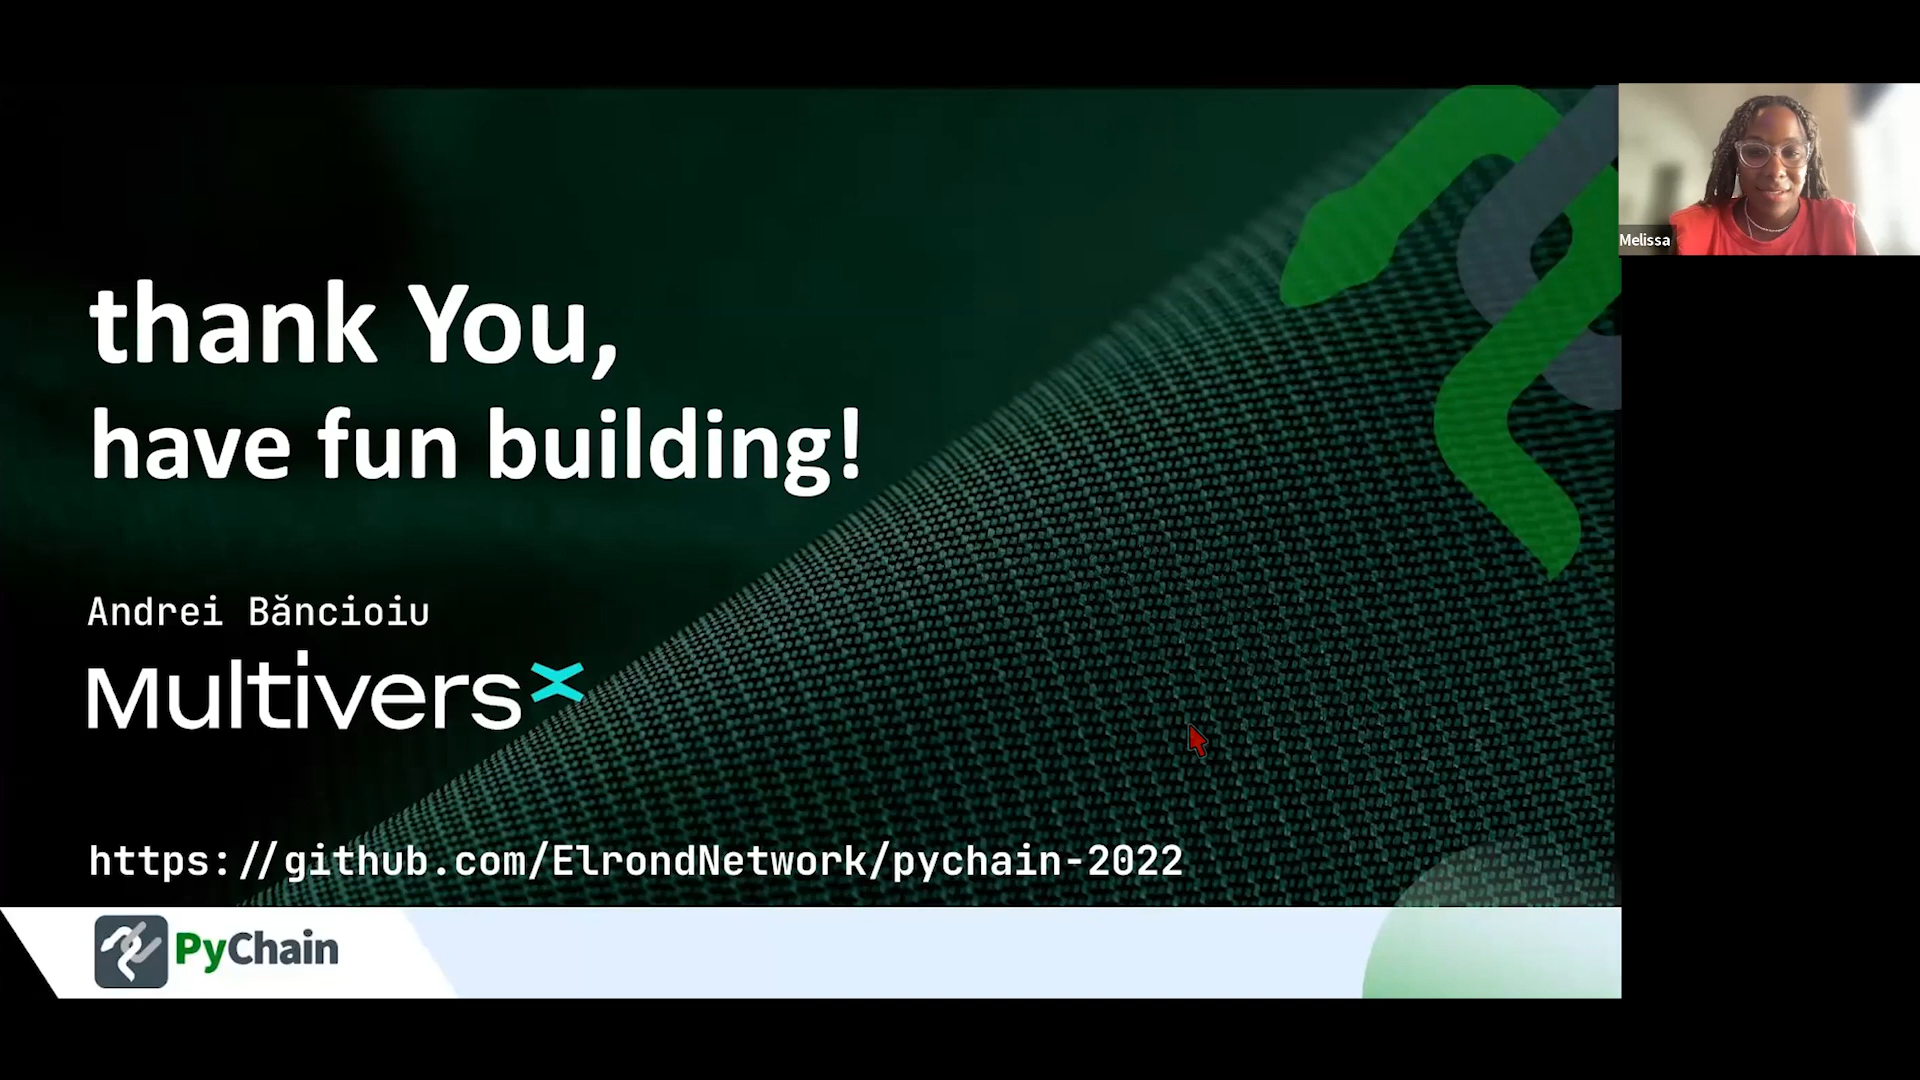 thank You,
have fun building!
Andrei Băncioiu
MultiversX
https://github.com/ElrondNetwork/pychain-2022
PyChain
Melissa